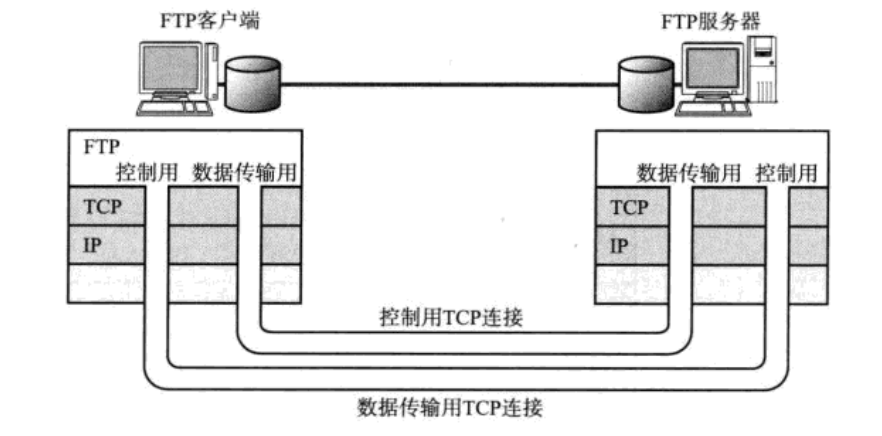 FTP客户端
FTP服务器
FTP
控制用 数据传输用
数据传输用 控制用
TCP
TCP
IP
IP
控制用TCP连接
数据传输用TCP连接